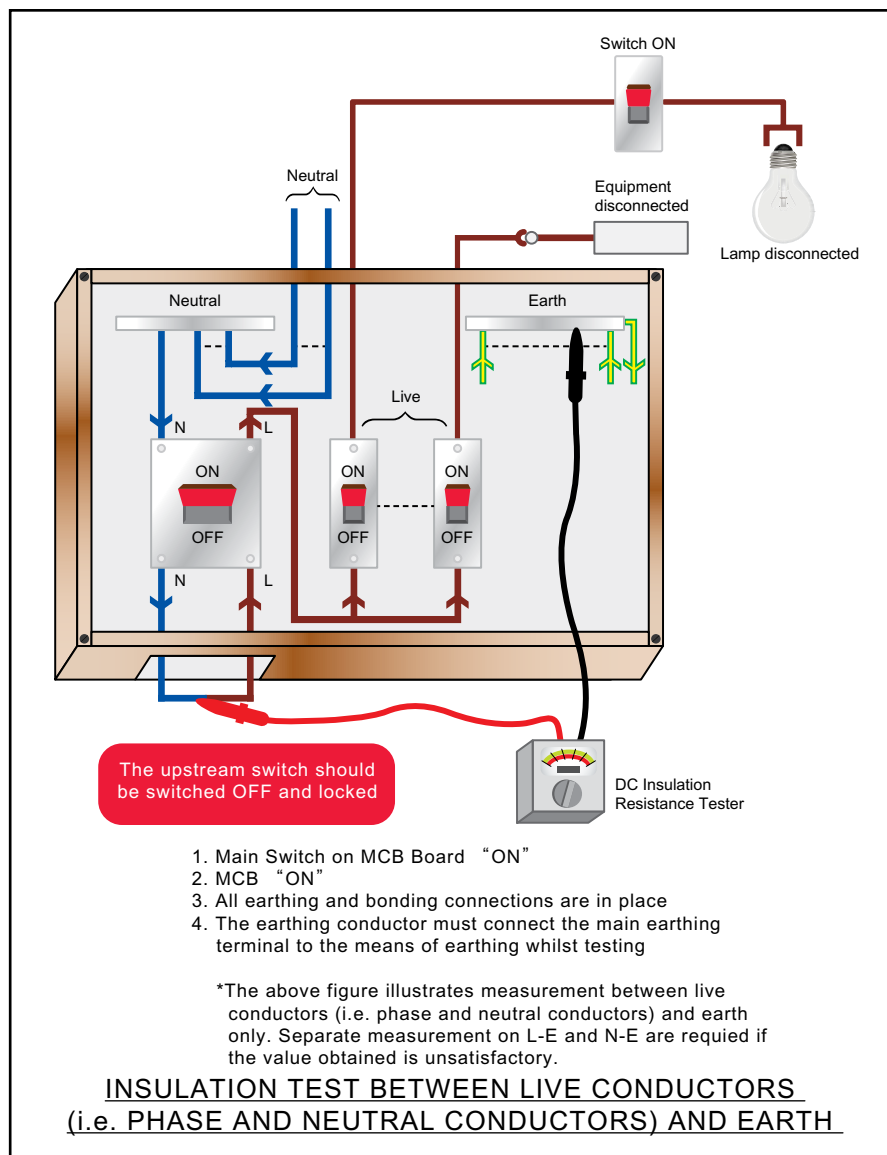 Switch ON
Neutral
Equipment
disconnected
Lamp disconnected
Neutral
Earth
Live
N
L
ON
OFF
ON
OFF
ON
OFF
N
L
The upstream switch should
be switched OFF and locked
DC Insulation
Resistance Tester
1. Main Switch on MCB Board “ON”
2. MCB “ON”
3. All earthing and bonding connections are in place
4. The earthing conductor must connect the main earthing
terminal to the means of earthing whilst testing
*The above figure illustrates measurement between live
conductors (i.e. phase and neutral conductors) and earth
only. Separate measurement on L-E and N-E are requied if
the value obtained is unsatisfactory.
INSULATION TEST BETWEEN LIVE CONDUCTORS
(i.e. PHASE AND NEUTRAL CONDUCTORS) AND EARTH